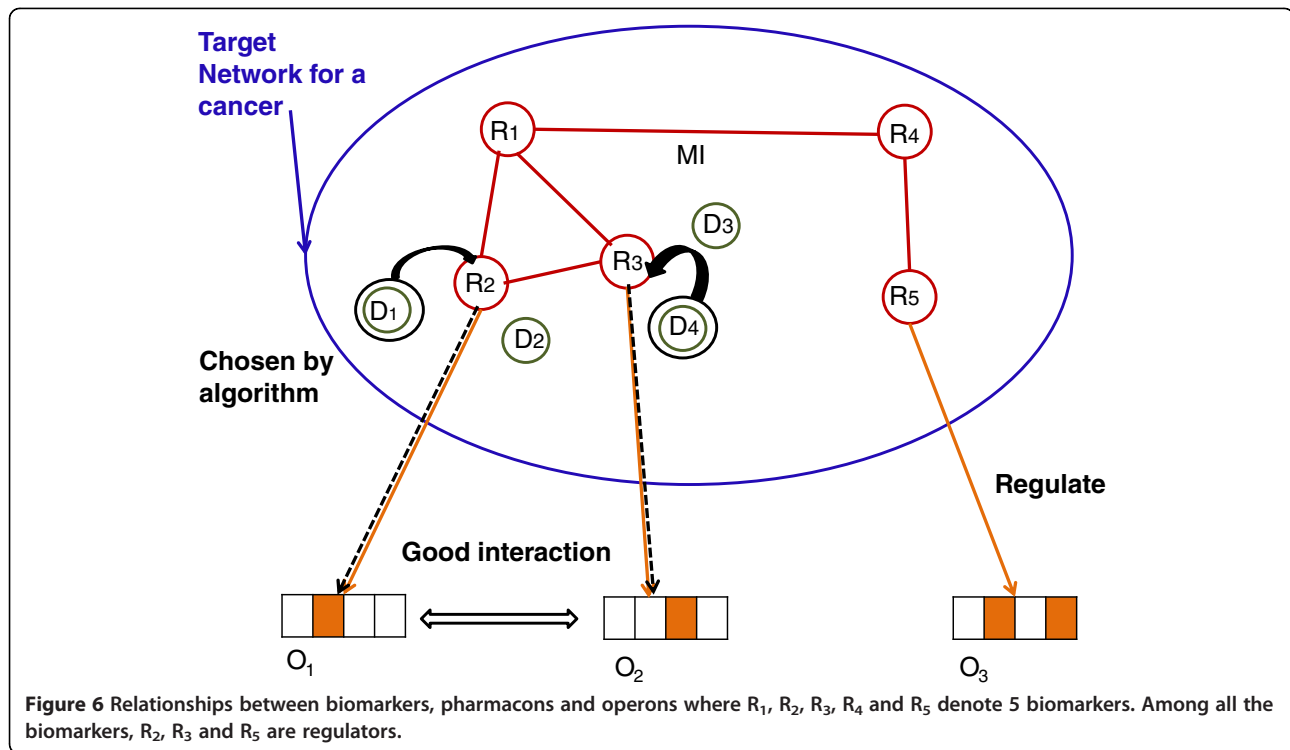 Target
Network for a
cancer
R1
R4
MI
D3
R3
R2
R5
D1
D4
D2
Chosen by
algorithm
Regulate
Good interaction
O1
O2
O3
Figure 6 Relationships between biomarkers, pharmacons and operons where R1, R2, R3, R4 and R5 denote 5 biomarkers. Among all the
biomarkers, R2, R3 and R5 are regulators.